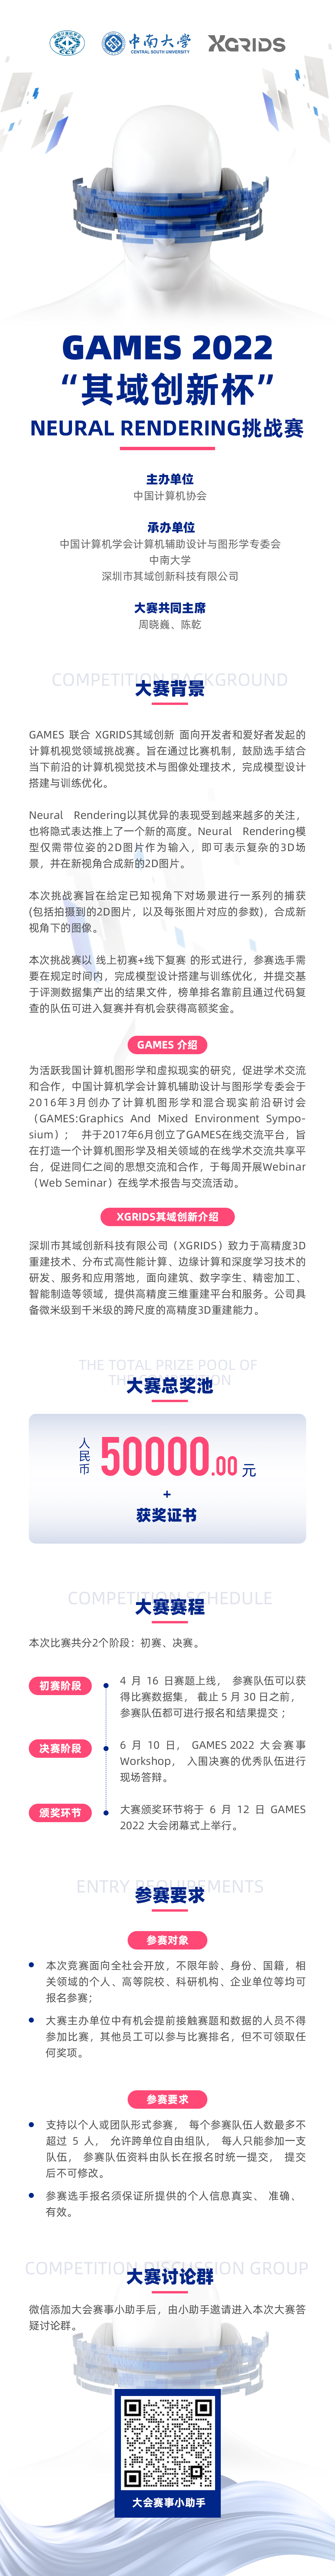 中南大学
CENTRAL SOUTH UNIVERSITY
XGRIDS
GAMES 2022
“其域创新杯”
NEURAL RENDERING挑战赛
主办单位
中国计算机协会
承办单位
中国计算机学会计算机辅助设计与图形学专委会
中南大学
深圳市其域创新科技有限公司
大赛共同主席
周晓巍、陈乾
COMPETITION BACKGROUND
大赛背景
GAMES 联合 XGRIDS其域创新 面向开发者和爱好者发起的
计算机视觉领域挑战赛。旨在通过比赛机制，鼓励选手结合
当下前沿的计算机视觉技术与图像处理技术，完成模型设计
搭建与训练优化。
Neural Rendering以其优异的表现受到越来越多的关注，
也将隐式表达推上了一个新的高度。Neural Rendering模
型仅需带位姿的2D图片作为输入，即可表示复杂的3D场
景，并在新视角合成新的2D图片。
本次挑战赛旨在给定已知视角下对场景进行一系列的捕获
(包括拍摄到的2D图片，以及每张图片对应的参数)，合成新
视角下的图像。
本次挑战赛以 线上初赛+线下复赛 的形式进行，参赛选手需
要在规定时间内，完成模型设计搭建与训练优化，并提交基
于评测数据集产出的结果文件，榜单排名靠前且通过代码复
查的队伍可进入复赛并有机会获得高额奖金。
GAMES 介绍
为活跃我国计算机图形学和虚拟现实的研究，促进学术交流
和合作，中国计算机学会计算机辅助设计与图形学专委会于
2016年3月创办了计算机图形学和混合现实前沿研讨会
（GAMES:Graphics And Mixed Environment Sympo-
sium）； 并于2017年6月创立了GAMES在线交流平台，旨
在打造一个计算机图形学及相关领域的在线学术交流共享平
台，促进同仁之间的思想交流和合作，于每周开展Webinar
（Web Seminar）在线学术报告与交流活动。
XGRIDS其域创新介绍
深圳市其域创新科技有限公司（XGRIDS）致力于高精度3D
重建技术、分布式高性能计算、边缘计算和深度学习技术的
研发、服务和应用落地，面向建筑、数字孪生、精密加工、
智能制造等领域，提供高精度三维重建平台和服务。公司具
备微米级到千米级的跨尺度的高精度3D重建能力。
THE TOTAL PRIZE POOL OF
THE COMPETITION
大赛总奖池
人民币 50000.00 元
+
获奖证书
COMPETITION SCHEDULE
大赛赛程
本次比赛共分2个阶段：初赛、决赛。
初赛阶段
4 月 16 日赛题上线， 参赛队伍可以获
得比赛数据集， 截止 5 月 30 日之前，
参赛队伍都可进行报名和结果提交 ；
决赛阶段
6 月 10 日， GAMES 2022 大会赛事
Workshop， 入围决赛的优秀队伍进行
现场答辩。
颁奖环节
大赛颁奖环节将于 6 月 12 日 GAMES
2022 大会闭幕式上举行。
ENTRY REQUIREMENTS
参赛要求
参赛对象
本次竞赛面向全社会开放，不限年龄、身份、国籍，相
关领域的个人、高等院校、科研机构、企业单位等均可
报名参赛；
大赛主办单位中有机会提前接触赛题和数据的人员不得
参加比赛，其他员工可以参与比赛排名，但不可领取任
何奖项。
参赛要求
支持以个人或团队形式参赛， 每个参赛队伍人数最多不
超过 5 人， 允许跨单位自由组队， 每人只能参加一支
队伍， 参赛队伍资料由队长在报名时统一提交， 提交
后不可修改。
参赛选手报名须保证所提供的个人信息真实、 准确、
有效。
COMPETITION DISCUSSION GROUP
大赛讨论群
微信添加大会赛事小助手后，由小助手邀请进入本次大赛答
疑讨论群。
大会赛事小助手